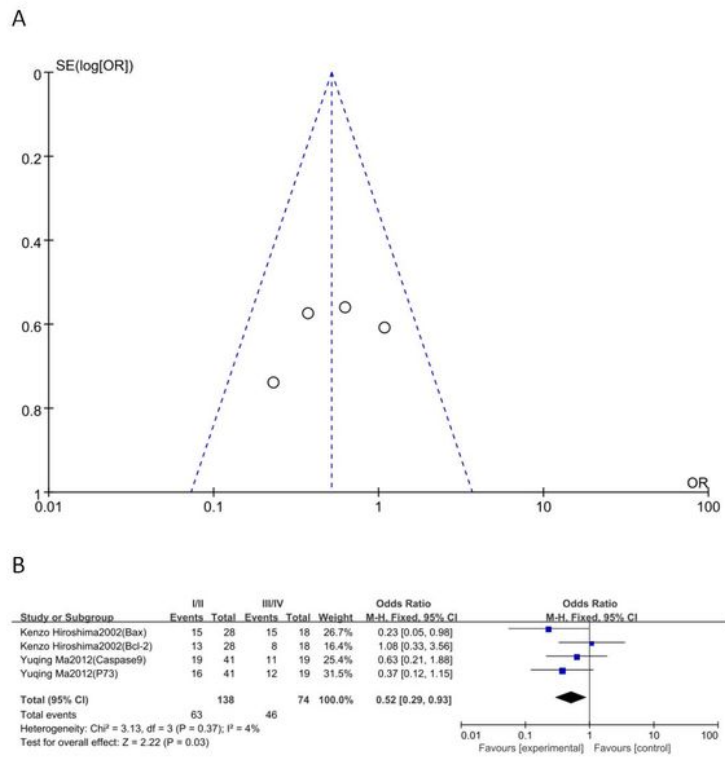 A
SE(log[OR])
0
0.2
0.4
0.6
0.8
1
OR
0.01 0.1 1 10 100
B
I/II III/IV Odds Ratio Odds Ratio
Study or Subgroup Events Total Events Total Weight M-H, Fixed, 95% CI M-H, Fixed, 95% CI
Kenzo Hiroshima2002(Bax) 15 28 15 18 26.7% 0.23 [0.05, 0.98]
Kenzo Hiroshima2002(Bcl-2) 13 28 8 18 16.4% 1.08 [0.33, 3.56]
Yuqing Ma2012(Caspase9) 19 41 11 19 25.4% 0.63 [0.21, 1.88]
Yuqing Ma2012(P73) 16 41 12 19 31.5% 0.37 [0.12, 1.15]
Total (95% CI) 138 74 100.0% 0.52 [0.29, 0.93]
Total events 63 46
Heterogeneity: Chi² = 3.13, df = 3 (P = 0.37); I² = 4%
Test for overall effect: Z = 2.22 (P = 0.03)
0.01 0.1 1 10 100
Favours [experimental] Favours [control]